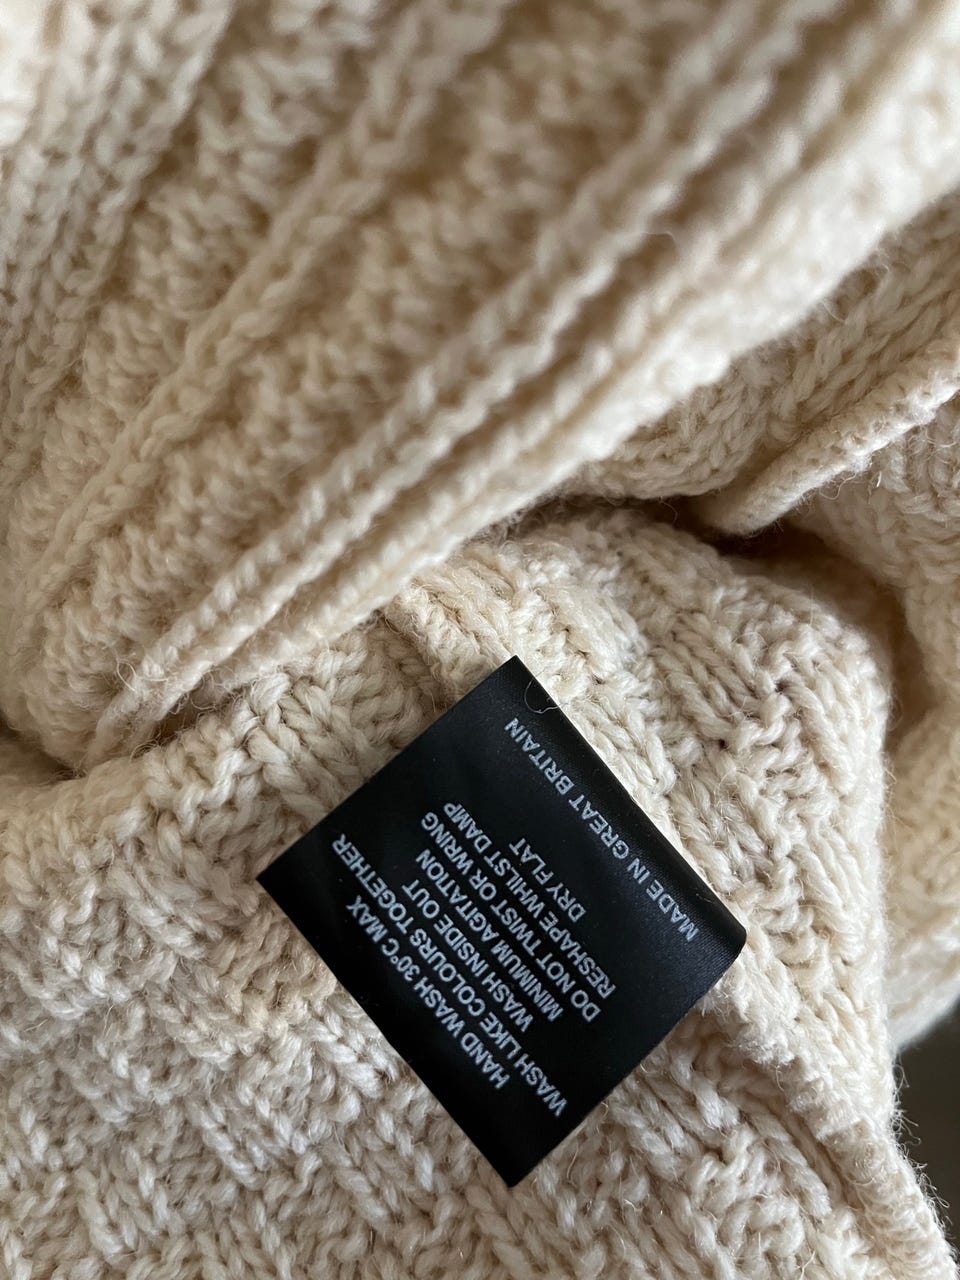 HAND WASH 30°C MAX
WASH LIKE COLOURS TOGETHER
WASH INSIDE OUT
MINIMUM AGITATION
DO NOT TWIST OR WRING
RESHAPE WHILST DAMP
DRY FLAT
MADE IN GREAT BRITAIN